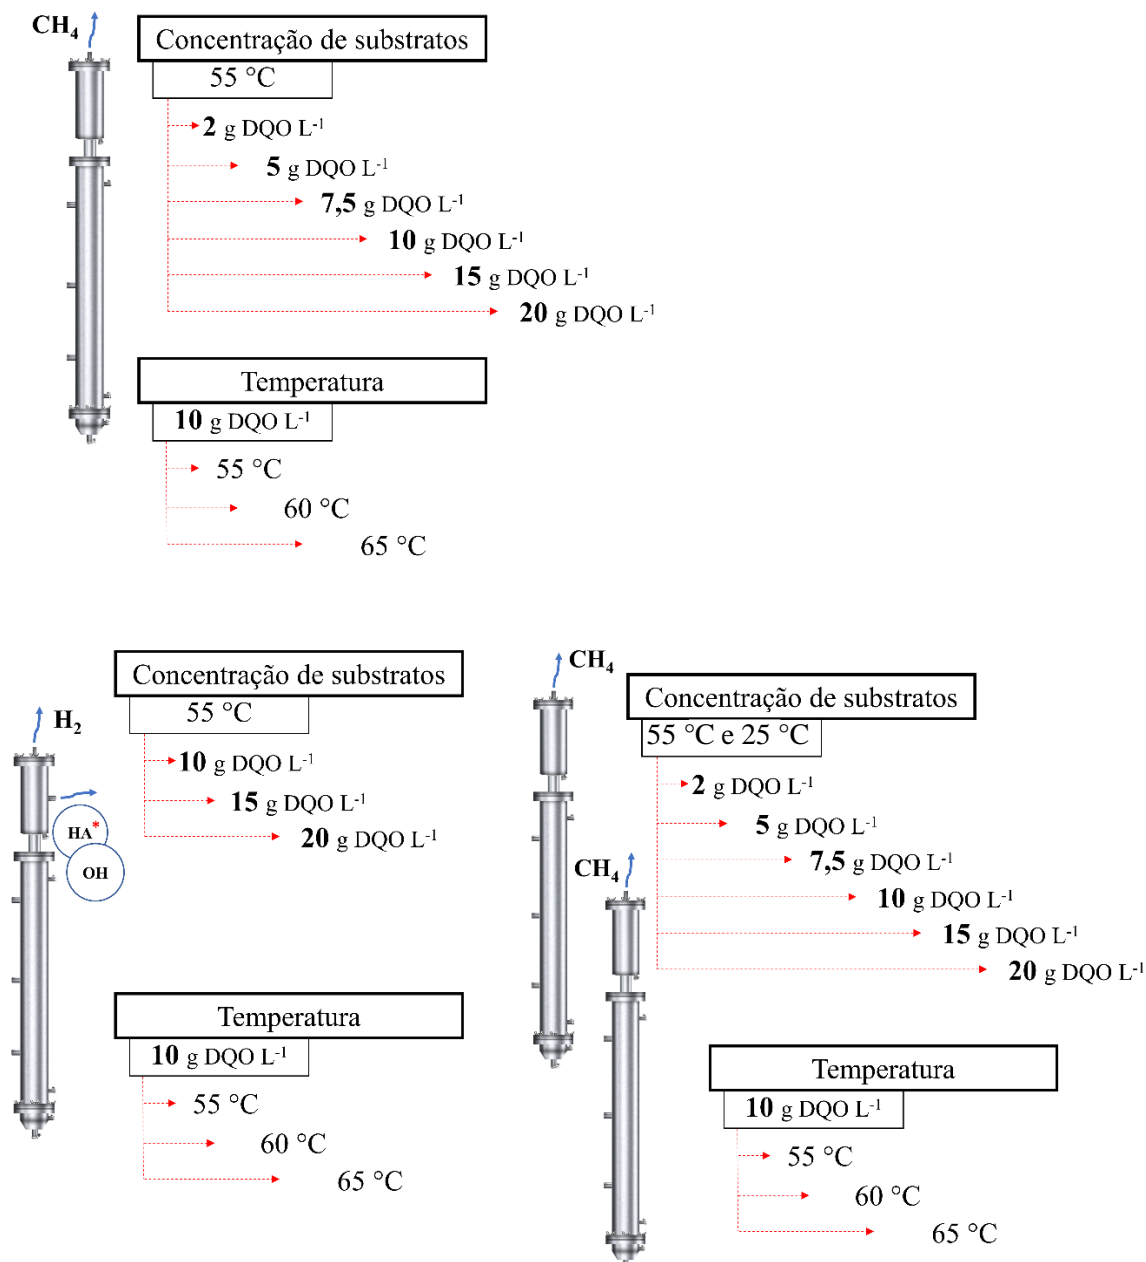 CH4
Concentração de substratos
55 °C
2 g DQO L-1
5 g DQO L-1
7,5 g DQO L-1
10 g DQO L-1
15 g DQO L-1
20 g DQO L-1
Temperatura
10 g DQO L-1
55 °C
60 °C
65 °C
H2
HA*
OH
Concentração de substratos
55 °C
10 g DQO L-1
15 g DQO L-1
20 g DQO L-1
Temperatura
10 g DQO L-1
55 °C
60 °C
65 °C
CH4
CH4
Concentração de substratos
55 °C e 25 °C
2 g DQO L-1
5 g DQO L-1
7,5 g DQO L-1
10 g DQO L-1
15 g DQO L-1
20 g DQO L-1
Temperatura
10 g DQO L-1
55 °C
60 °C
65 °C